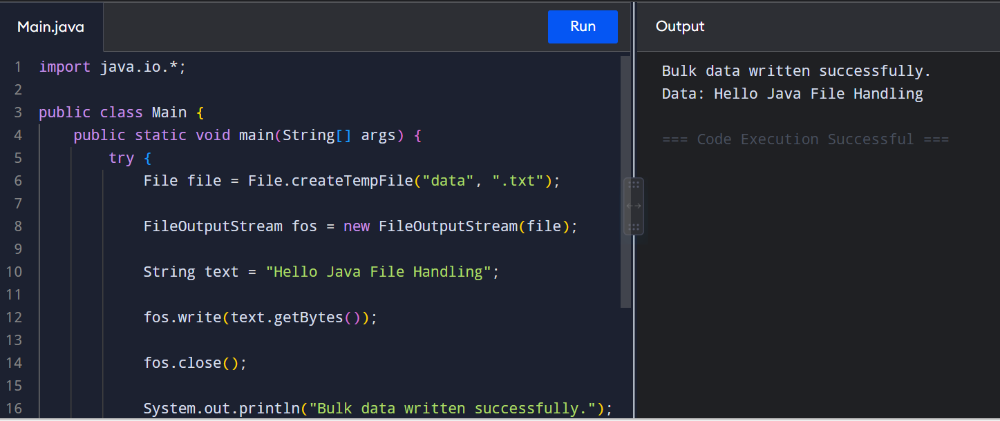 Main.java
Run
Output
1 import java.io.*;
2
3 public class Main {
4 public static void main(String[] args) {
5 try {
6 File file = File.createTempFile("data", ".txt");
7
8 FileOutputStream fos = new FileOutputStream(file);
9
10 String text = "Hello Java File Handling";
11
12 fos.write(text.getBytes());
13
14 fos.close();
15
16 System.out.println("Bulk data written successfully.");
Bulk data written successfully.
Data: Hello Java File Handling
=== Code Execution Successful ===